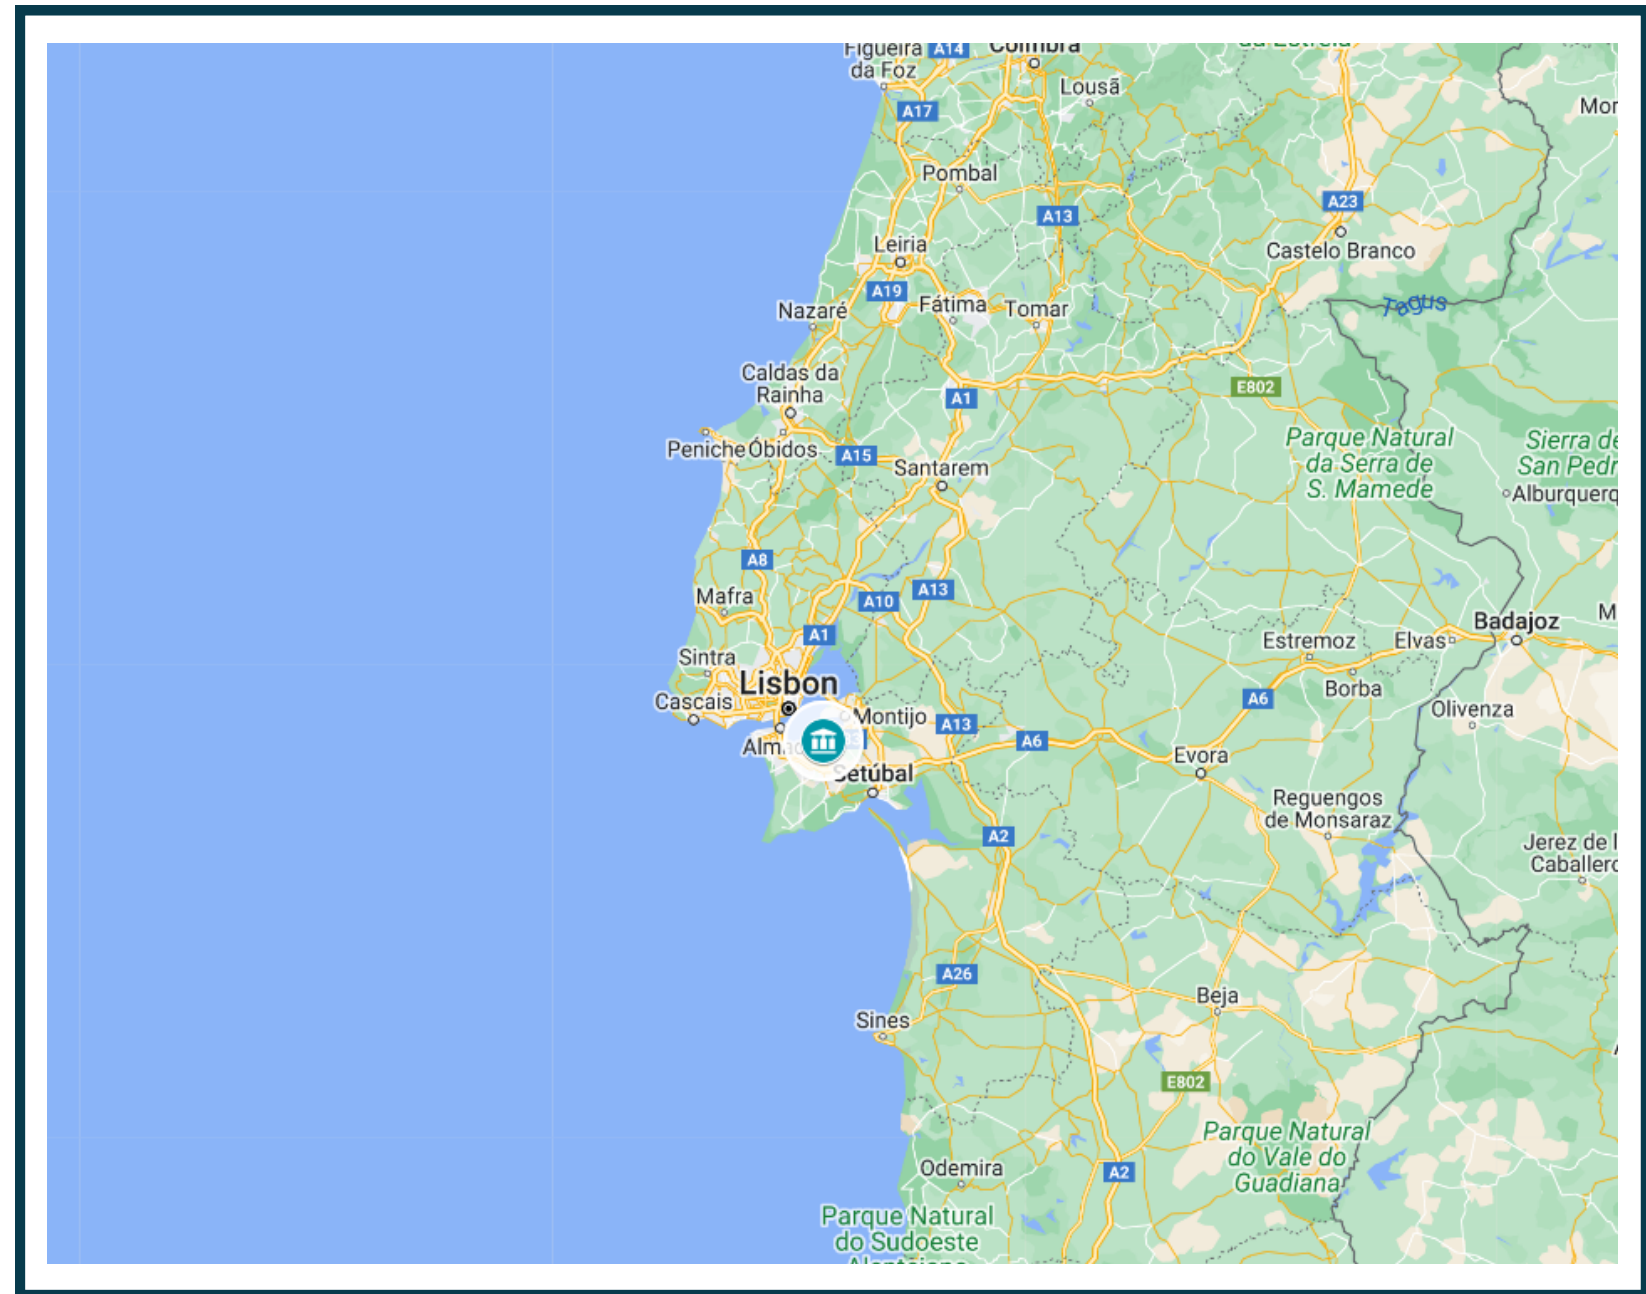 Figueira
da Foz
A14
Coimbra
da Estrela
Lousã
A17
Pombal
A13
A23
Castelo Branco
Leiria
A19
Fátima
Tomar
Tagus
Nazaré
Caldas da
Rainha
A1
E802
Peniche
Óbidos
A15
Santarem
Parque Natural
da Serra de
S. Mamede
Sierra de
San Pedr
Alburquerq
A8
A10
A13
Mafra
A1
Badajoz
M
Estremoz
Elvas
Sintra
Lisbon
Borba
Cascais
A6
Olivenza
Montijo
A13
A6
Evora
Setúbal
Reguengos
de Monsaraz
A2
Jerez de l
Caballero
A26
Beja
Sines
E802
Parque Natural
do Vale do
Guadiana
Odemira
A2
Parque Natural
do Sudoeste